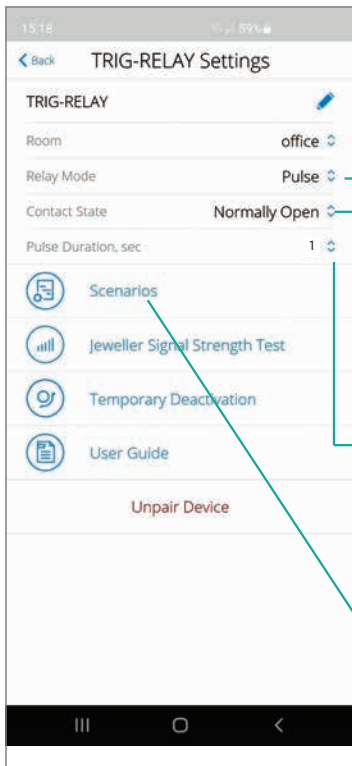 15:18 59%
Back TRIG-RELAY Settings
TRIG-RELAY
Room office
Relay Mode Pulse
Contact State Normally Open
Pulse Duration, sec 1
Scenarios
Jeweller Signal Strength Test
Temporary Deactivation
User Guide
Unpair Device